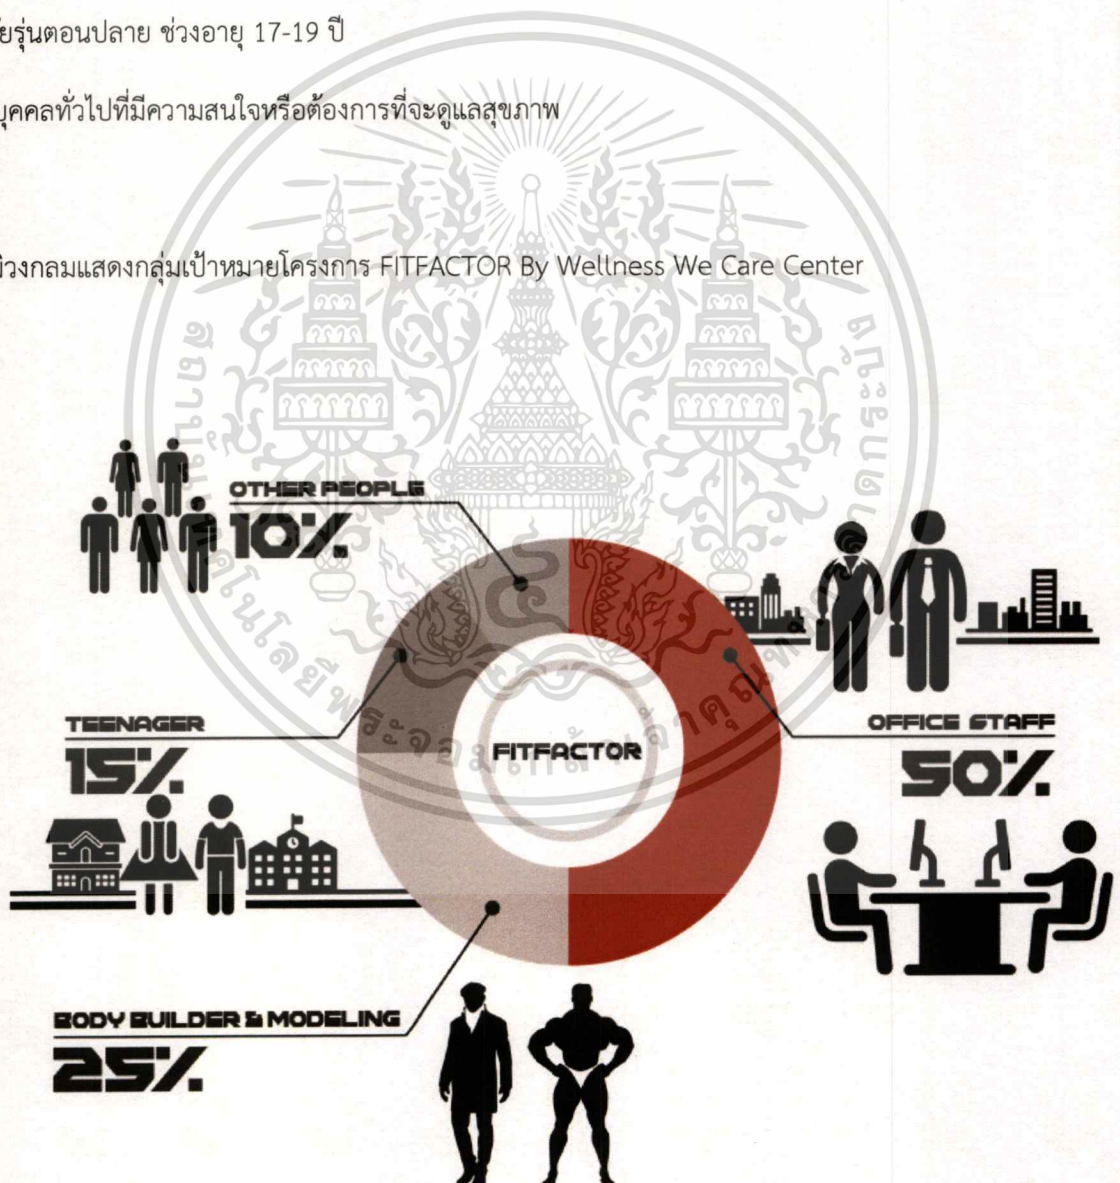 ยรุ่นตอนปลาย ช่วงอายุ 17-19 ปี
บุคคลทั่วไปที่มีความสนใจหรือต้องการที่จะดูแลสุขภาพ
วงกลมแสดงกลุ่มเป้าหมายโครงการ FITFACTOR By Wellness We Care Center
OTHER PEOPLE
10%
TEENAGER
15%
FITFACTOR
OFFICE STAFF
50%
BODY BUILDER & MODELING
25%